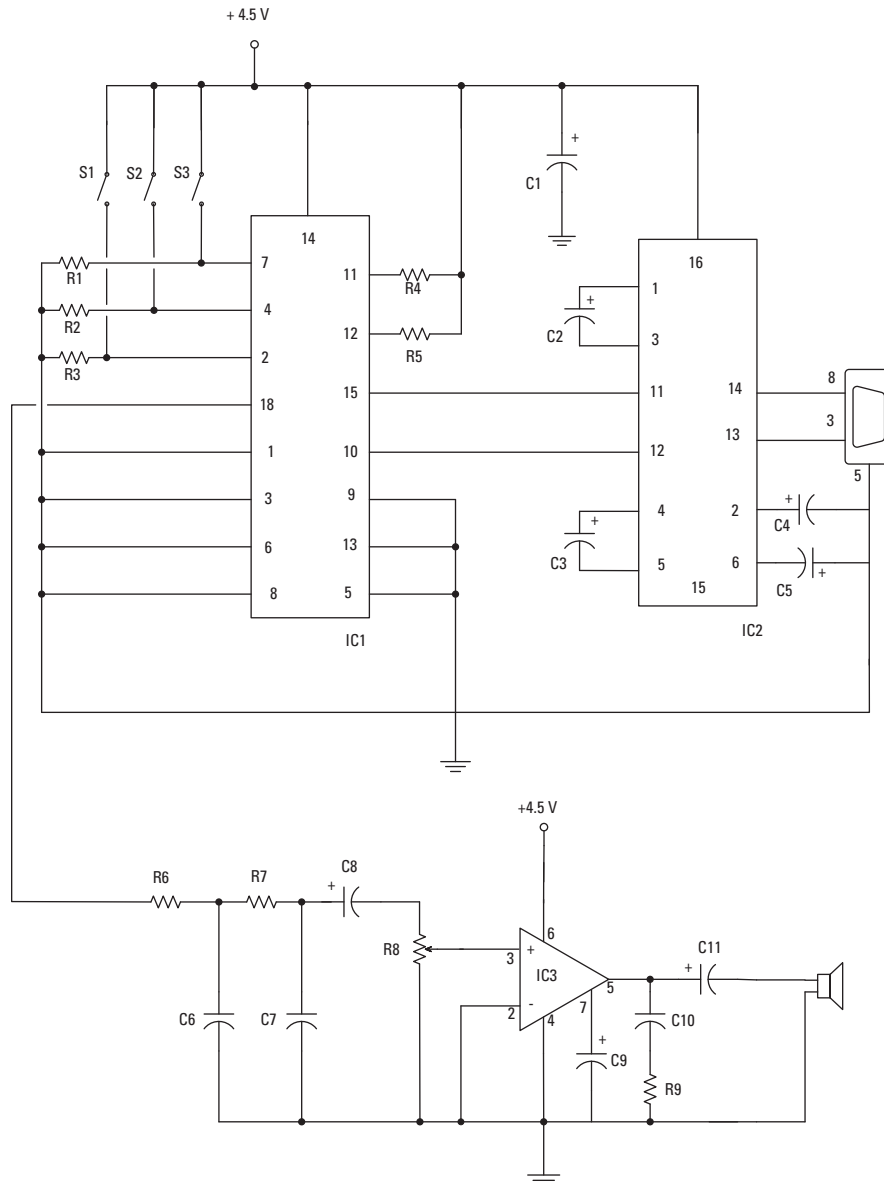 + 4.5 V
S1 S2 S3
+
C1
14
16
7
11
R4
1
R1
+
4
C2
R2
12
R5
3
2
R3
8
18
15
11
14
3
13
1
10
12
5
3
9
4
2
+
C4
+
6
13
C3
5
6
C5
+
8
5
15
IC1
IC2
+4.5 V
R6
R7
C8
+
6
C11
R8
3
+
IC3
+
5
2
-
7
4
C10
C6
C7
+
C9
R9